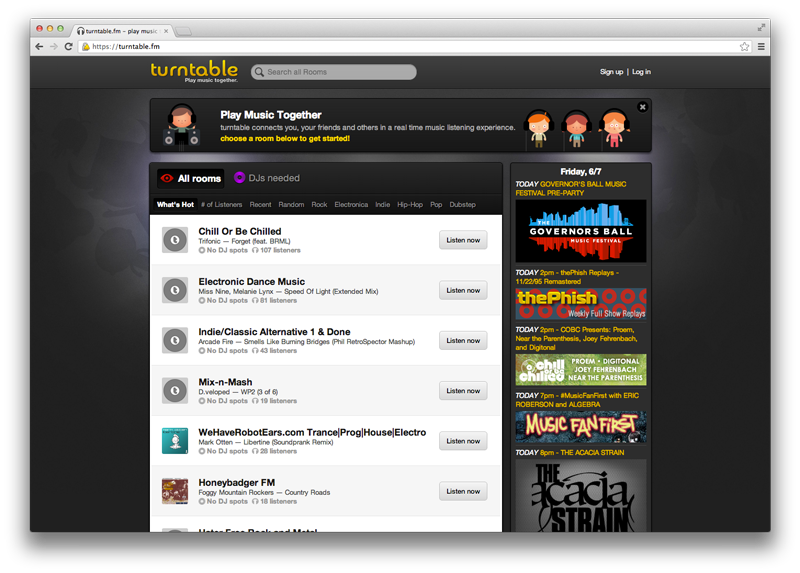 turntable.fm – play music
https://turntable.fm
turntable
Play music together.
Search all Rooms
Sign up | Log in
Play Music Together
turntable connects you, your friends and others in a real time music listening experience.
choose a room below to get started!
All rooms
DJs needed
What's Hot # of Listeners Recent Random Rock Electronica Indie Hip-Hop Pop Dubstep
Chill Or Be Chilled
Trifonic — Forget (feat. BRML)
No DJ spots 107 listeners
Listen now
Electronic Dance Music
Miss Nine, Melanie Lynx — Speed Of Light (Extended Mix)
No DJ spots 81 listeners
Listen now
Indie/Classic Alternative 1 & Done
Arcade Fire — Smells Like Burning Bridges (Phil RetroSpector Mashup)
No DJ spots 43 listeners
Listen now
Mix-n-Mash
D.veloped — WP2 (3 of 6)
No DJ spots 19 listeners
Listen now
WeHaveRobotEars.com Trance|Prog|House|Electro
Mark Otten — Libertine (Soundprank Remix)
No DJ spots 28 listeners
Listen now
Honeybadger FM
Foggy Mountain Rockers — Country Roads
No DJ spots 18 listeners
Listen now
Friday, 6/7
TODAY GOVERNOR'S BALL MUSIC
FESTIVAL PRE-PARTY
THE
GOVERNORS BALL
MUSIC FESTIVAL
TODAY 2pm - thePhish Replays -
11/22/95 Remastered
thePhish
Weekly Full Show Replays
TODAY 2pm - COBC Presents: Proem,
Near the Parenthesis, Joey Fehrenbach,
and Digitonal
chill or be chilled
PROEM • DIGITONAL
JOEY FEHRENBACH
NEAR THE PARENTHESIS
TODAY 7pm - #MusicFanFirst with ERIC
ROBERSON and ALGEBRA
MUSIC FAN FIRST
TODAY 8pm - THE ACACIA STRAIN
THE
acacia
STRAIN